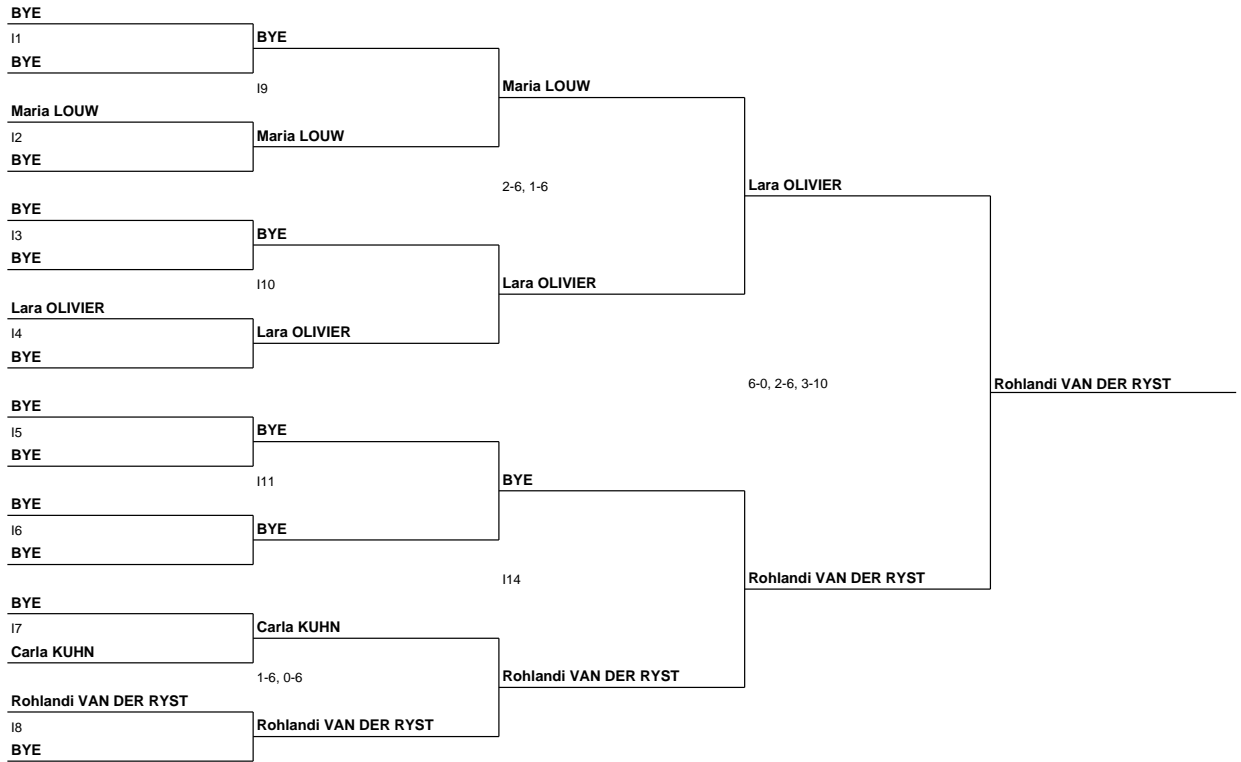 BYE
I1
BYE
BYE
I9
Maria LOUW
Maria LOUW
I2
Maria LOUW
BYE
2-6, 1-6
Lara OLIVIER
BYE
I3
BYE
BYE
I10
Lara OLIVIER
Lara OLIVIER
I4
Lara OLIVIER
BYE
6-0, 2-6, 3-10
Rohlandi VAN DER RYST
BYE
I5
BYE
BYE
I11
BYE
BYE
I6
BYE
BYE
I14
Rohlandi VAN DER RYST
BYE
I7
Carla KUHN
Carla KUHN
1-6, 0-6
Rohlandi VAN DER RYST
Rohlandi VAN DER RYST
I8
Rohlandi VAN DER RYST
BYE